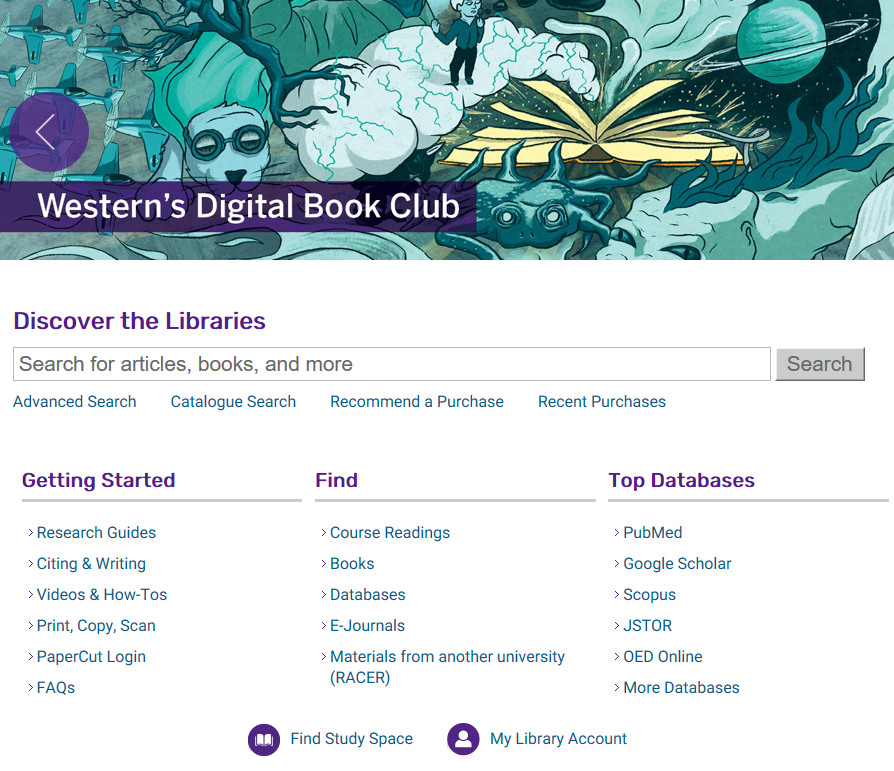 Western's Digital Book Club
Discover the Libraries
Search for articles, books, and more
Search
Advanced Search
Catalogue Search
Recommend a Purchase
Recent Purchases
Getting Started
Research Guides
Citing & Writing
Videos & How-Tos
Print, Copy, Scan
PaperCut Login
FAQs
Find
Course Readings
Books
Databases
E-Journals
Materials from another university
(RACER)
Top Databases
PubMed
Google Scholar
Scopus
JSTOR
OED Online
More Databases
Find Study Space
My Library Account